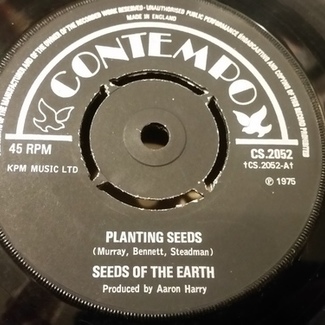 MADE IN ENGLAND
CONTEMPO
45 RPM
CS.2052
†CS.2052-A†
KPM MUSIC LTD
℗ 1975
PLANTING SEEDS
(Murray, Bennett, Steadman)
SEEDS OF THE EARTH
Produced by Aaron Harry